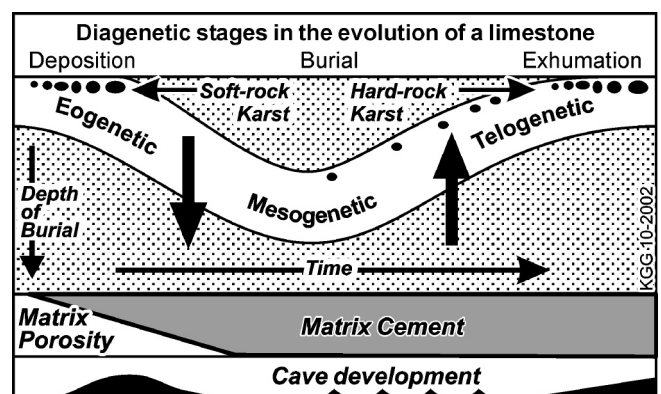 Diagenetic stages in the evolution of a limestone
Deposition Burial Exhumation
Soft-rock Karst
Hard-rock Karst
Eogenetic
Telogenetic
Mesogenetic
Depth
of
Burial
Time
KGG 10-2002
Matrix
Porosity
Matrix Cement
Cave development